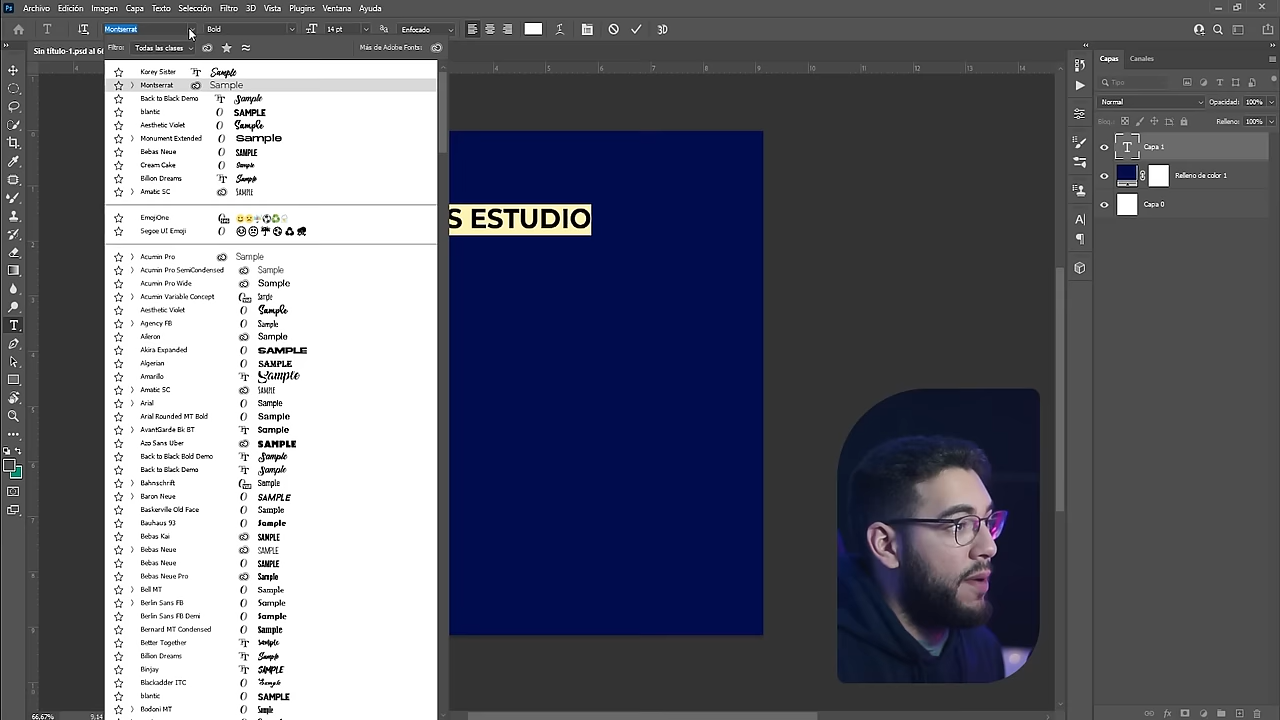 Archivo Edición Imagen Capa Texto Selección Filtro 3D Vista Plugins Ventana Ayuda
Montserrat Bold 14 pt Enfocado 3D
Sin título-1.psd al 6
Filtro: Todas las clases Más de Adobe Fonts:
Korey Sister Sample
Montserrat Sample
Back to Black Demo Sample
blantic SAMPLE
Aesthetic Violet Sample
Monument Extended Sample
Bebas Neue SAMPLE
Cream Cake Sample
Billion Dreams Sample
Amatic SC SAMPLE
EmojiOne
Segoe UI Emoji
Acumin Pro Sample
Acumin Pro SemiCondensed Sample
Acumin Pro Wide Sample
Acumin Variable Concept Sample
Aesthetic Violet Sample
Agency FB Sample
Aileron Sample
Akira Expanded SAMPLE
Algerian SAMPLE
Amarillo Sample
Amatic SC SAMPLE
Arial Sample
Arial Rounded MT Bold Sample
AvantGarde Bk BT Sample
Azo Sans Uber SAMPLE
Back to Black Bold Demo Sample
Back to Black Demo Sample
Bahnschrift Sample
Baron Neue SAMPLE
Baskerville Old Face Sample
Bauhaus 93 Sample
Bebas Kai SAMPLE
Bebas Neue SAMPLE
Bebas Neue SAMPLE
Bebas Neue Pro Sample
Bell MT Sample
Berlin Sans FB Sample
Berlin Sans FB Demi Sample
Bernard MT Condensed Sample
Better Together Sample
Billion Dreams Sample
Binjay SAMPLE
Blackadder ITC Sample
blantic SAMPLE
Bodoni MT Sample
S ESTUDIO
Capas Canales
Tipo
Normal Opacidad: 100%
Bloq.: Relleno: 100%
Capa 1
Relleno de color 1
Capa 0
66,67% 9,14